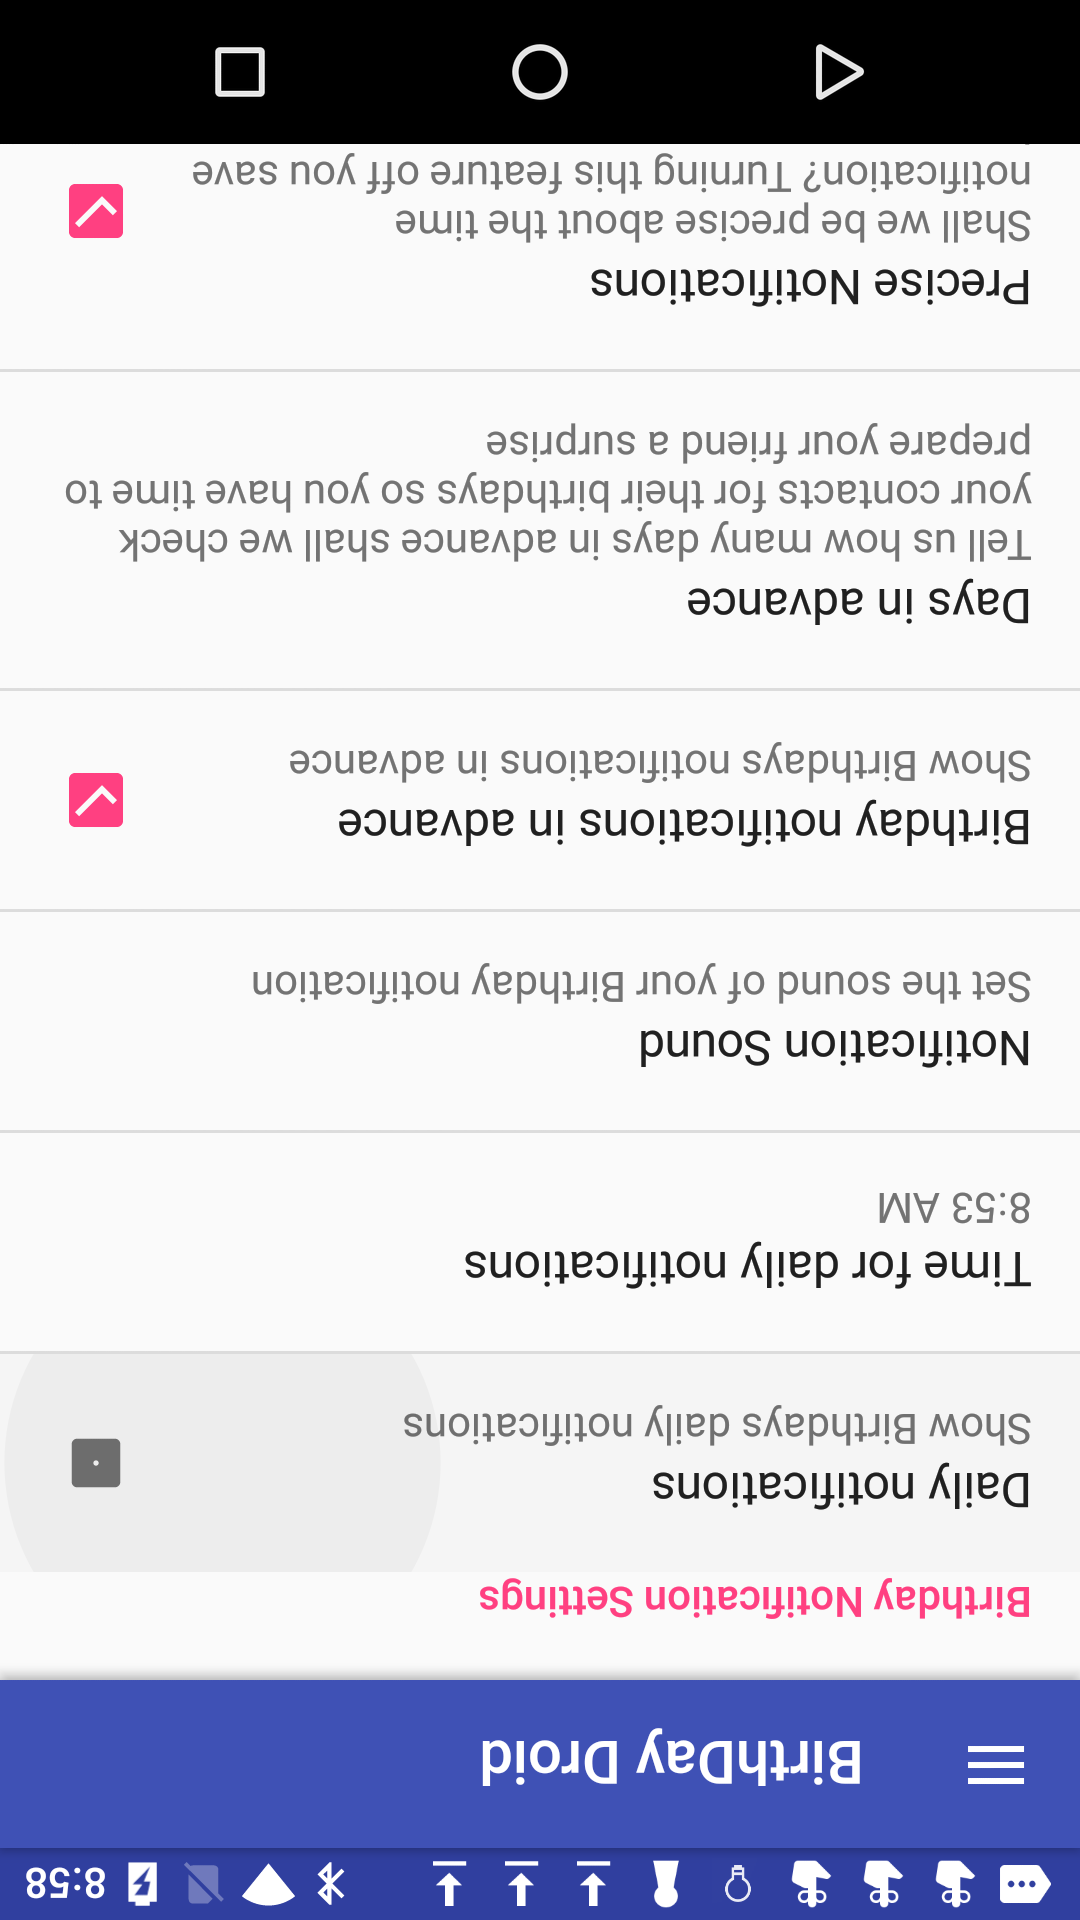 8:58
BirthDay Droid
Birthday Notification Settings
Daily notifications
Show Birthdays daily notifications
Time for daily notifications
8:53 AM
Notification Sound
Set the sound of your Birthday notification
Birthday notifications in advance
Show Birthdays notifications in advance
Days in advance
Tell us how many days in advance shall we check
your contacts for their birthdays so you have time to
prepare your friend a surprise
Precise Notifications
Shall we be precise about the time
notification? Turning this feature off you save